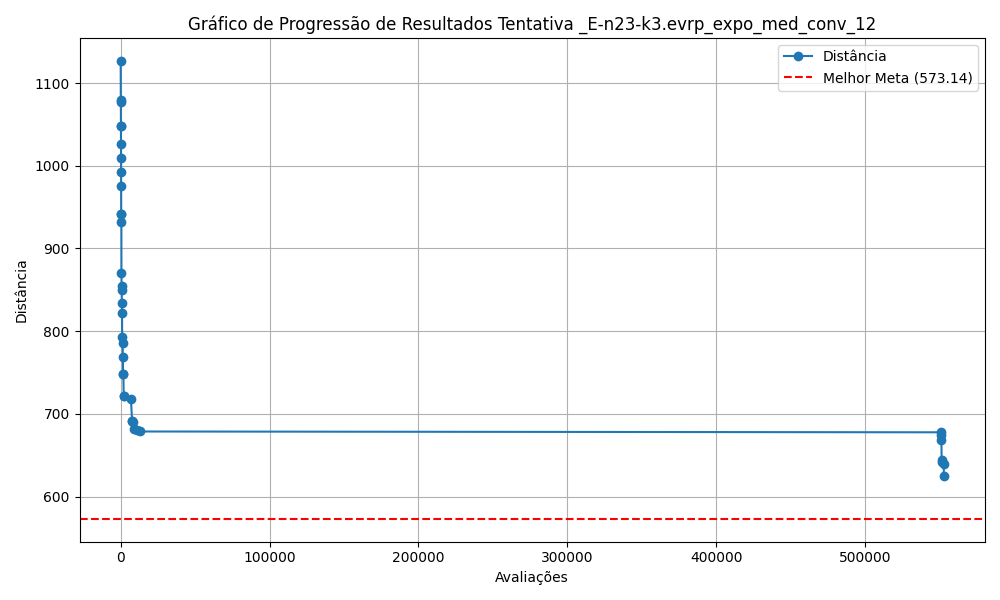 Gráfico de Progressão de Resultados Tentativa _E-n23-k3.evrp_expo_med_conv_12
Distância
Melhor Meta (573.14)
1100
1000
900
800
700
600
Distância
0
100000
200000
300000
400000
500000
Avaliações